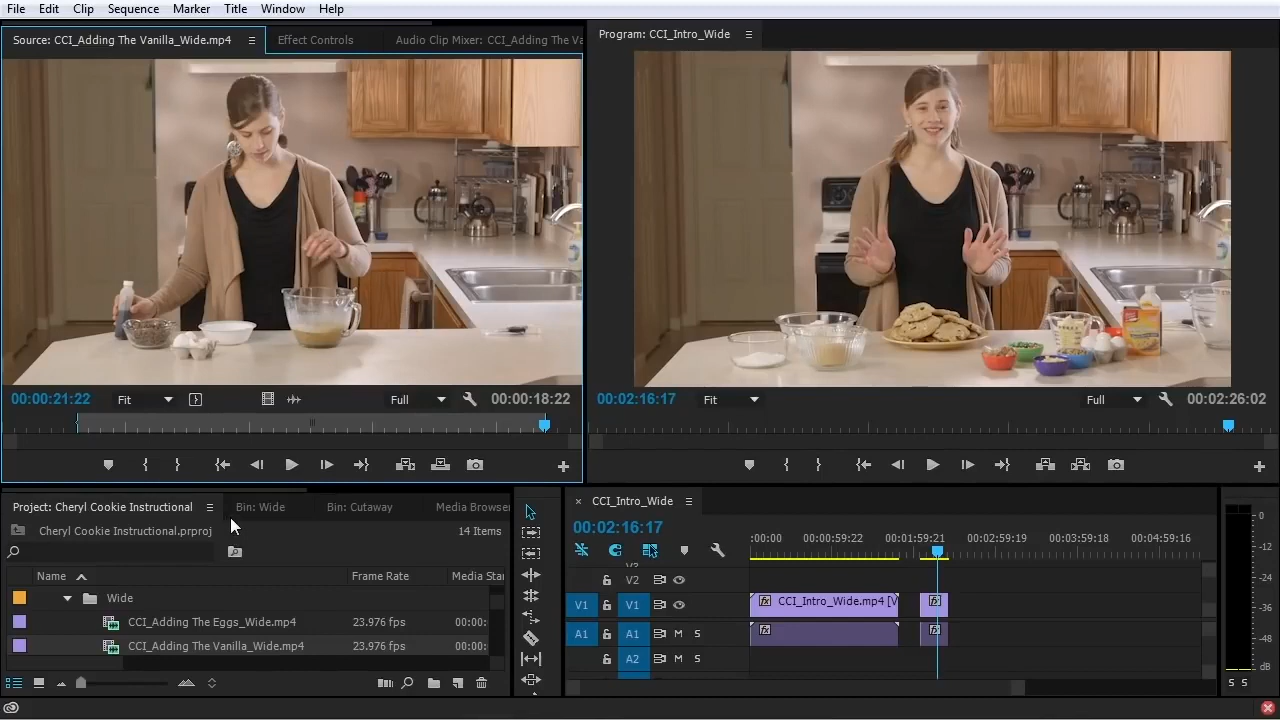 File Edit Clip Sequence Marker Title Window Help
Source: CCI_Adding The Vanilla_Wide.mp4 Effect Controls Audio Clip Mixer: CCI_Adding The Va
Program: CCI_Intro_Wide
00:00:21:22 Fit Full 00:00:18:22
00:02:16:17 Fit Full 00:02:26:02
Project: Cheryl Cookie Instructional Bin: Wide Bin: Cutaway Media Browse
Cheryl Cookie Instructional.prproj 14 Items
Name Frame Rate Media Star
Wide
CCI_Adding The Eggs_Wide.mp4 23.976 fps 00:00:
CCI_Adding The Vanilla_Wide.mp4 23.976 fps 00:00:
× CCI_Intro_Wide
00:02:16:17
:00:00 00:00:59:22 00:01:59:21 00:02:59:19 00:03:59:18 00:04:59:16
V2
V1 V1 fx CCI_Intro_Wide.mp4 [V fx
A1 A1 M S fx fx
A2 M S
0
-12
-24
-36
-48
dB
S S